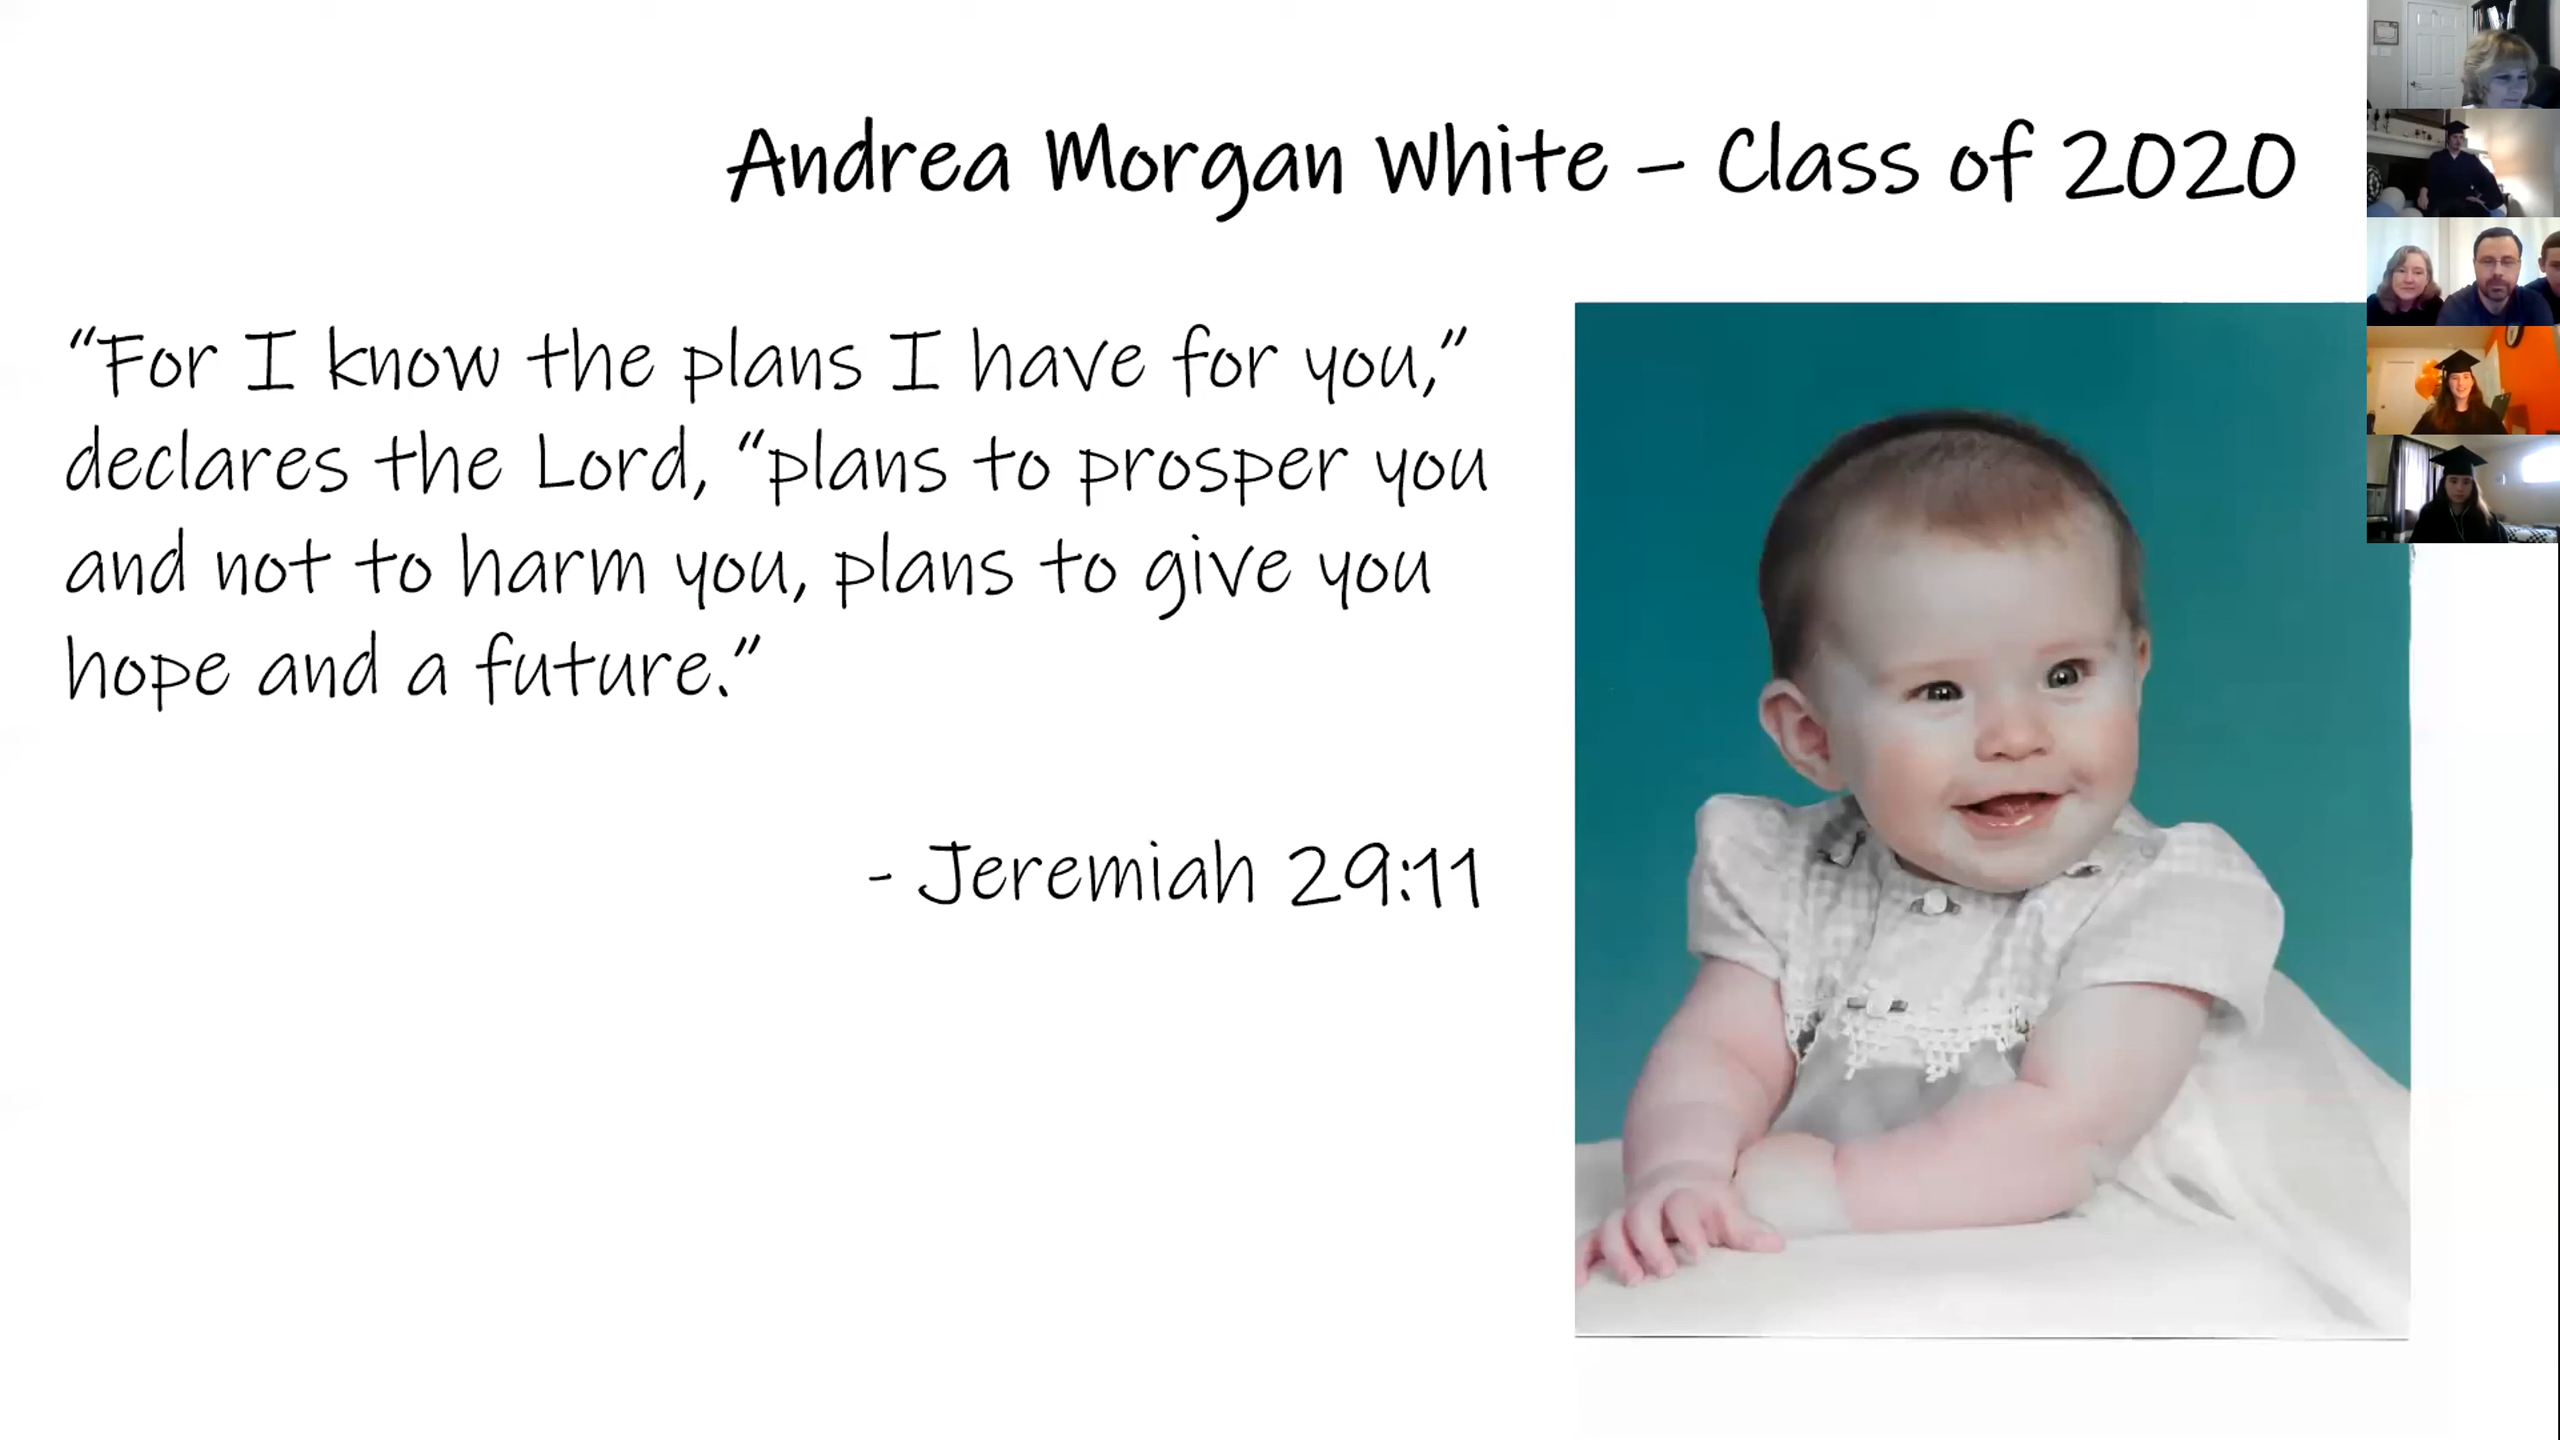 Andrea Morgan White – Class of 2020
“For I know the plans I have for you,”
declares the Lord, “plans to prosper you
and not to harm you, plans to give you
hope and a future.”
- Jeremiah 29:11